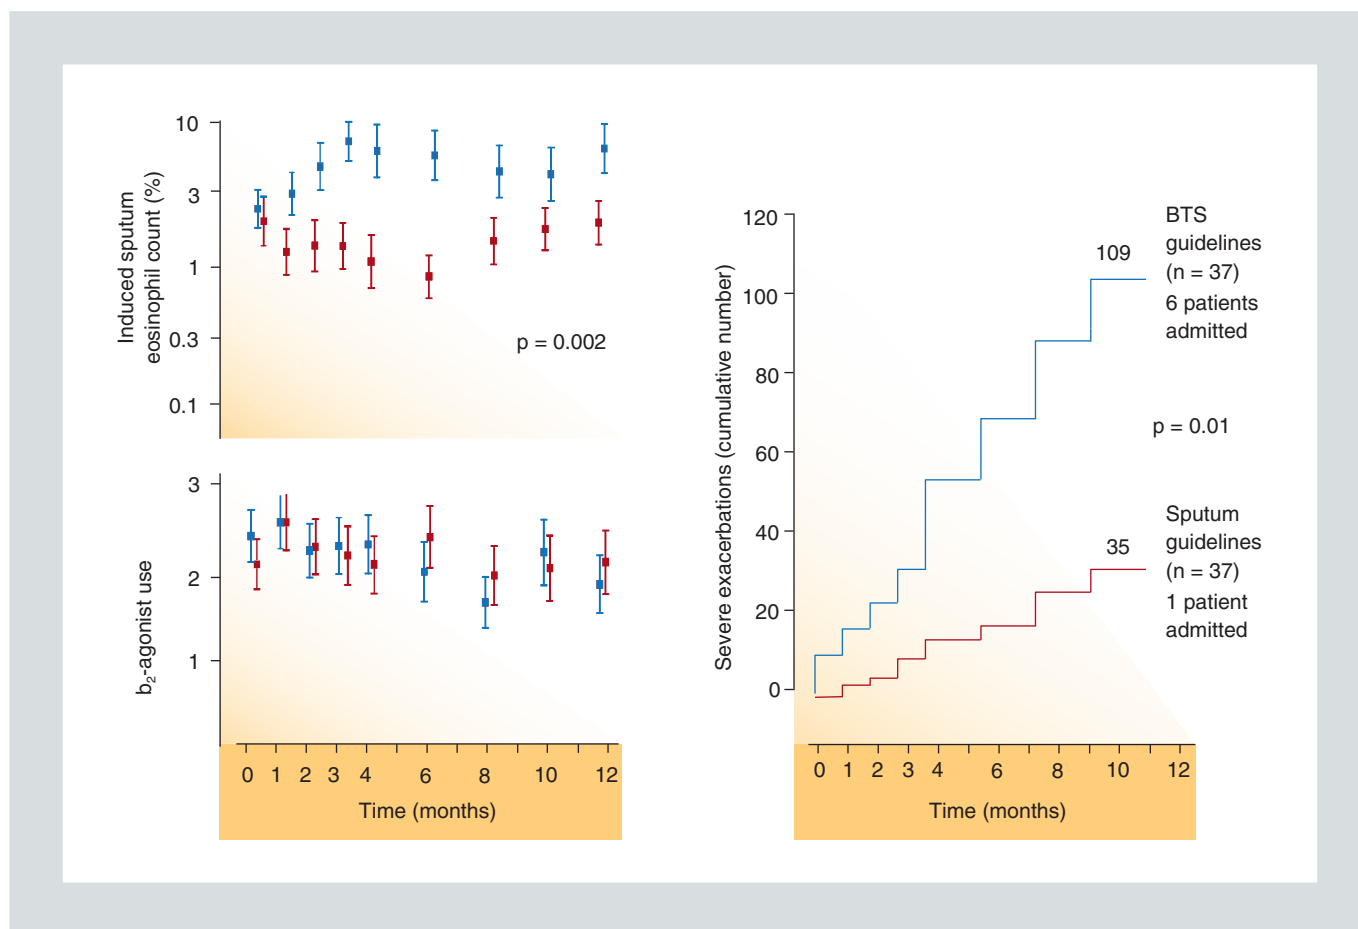 Induced sputum
eosinophil count (%)
10
3
1
0.3
0.1
p = 0.002
b2-agonist use
3
2
1
0 1 2 3 4 6 8 10 12
Time (months)
Severe exacerbations (cumulative number)
120
100
80
60
40
20
0
109
BTS
guidelines
(n = 37)
6 patients
admitted
p = 0.01
35
Sputum
guidelines
(n = 37)
1 patient
admitted
0 1 2 3 4 6 8 10 12
Time (months)